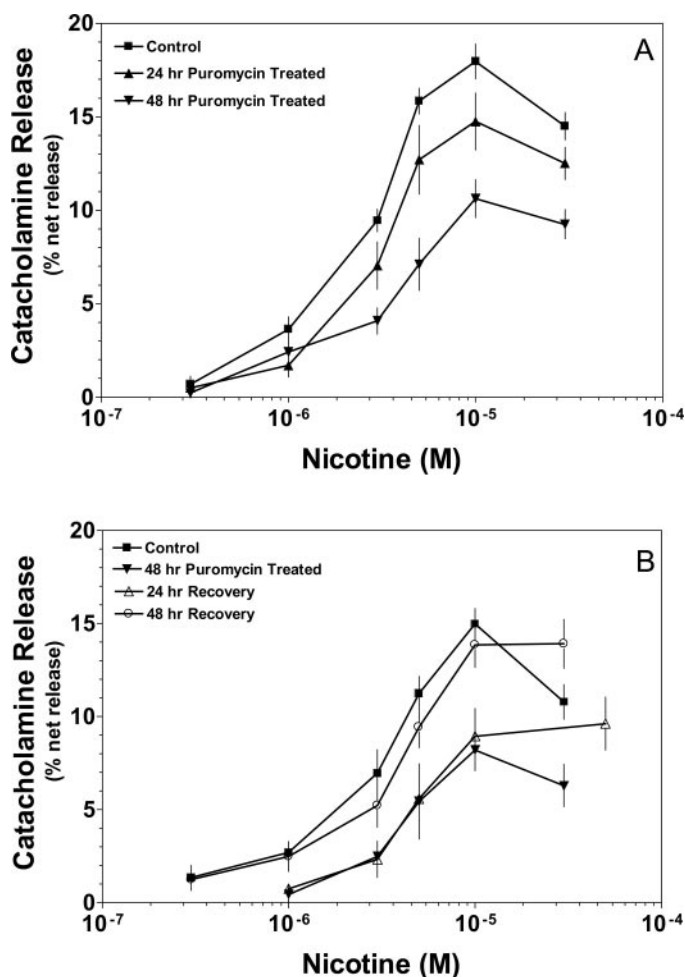 A
Control
24 hr Puromycin Treated
48 hr Puromycin Treated
Catacholamine Release
(% net release)
20
15
10
5
0
10-7
10-6
10-5
10-4
Nicotine (M)
B
Control
48 hr Puromycin Treated
24 hr Recovery
48 hr Recovery
Catacholamine Release
(% net release)
20
15
10
5
0
10-7
10-6
10-5
10-4
Nicotine (M)